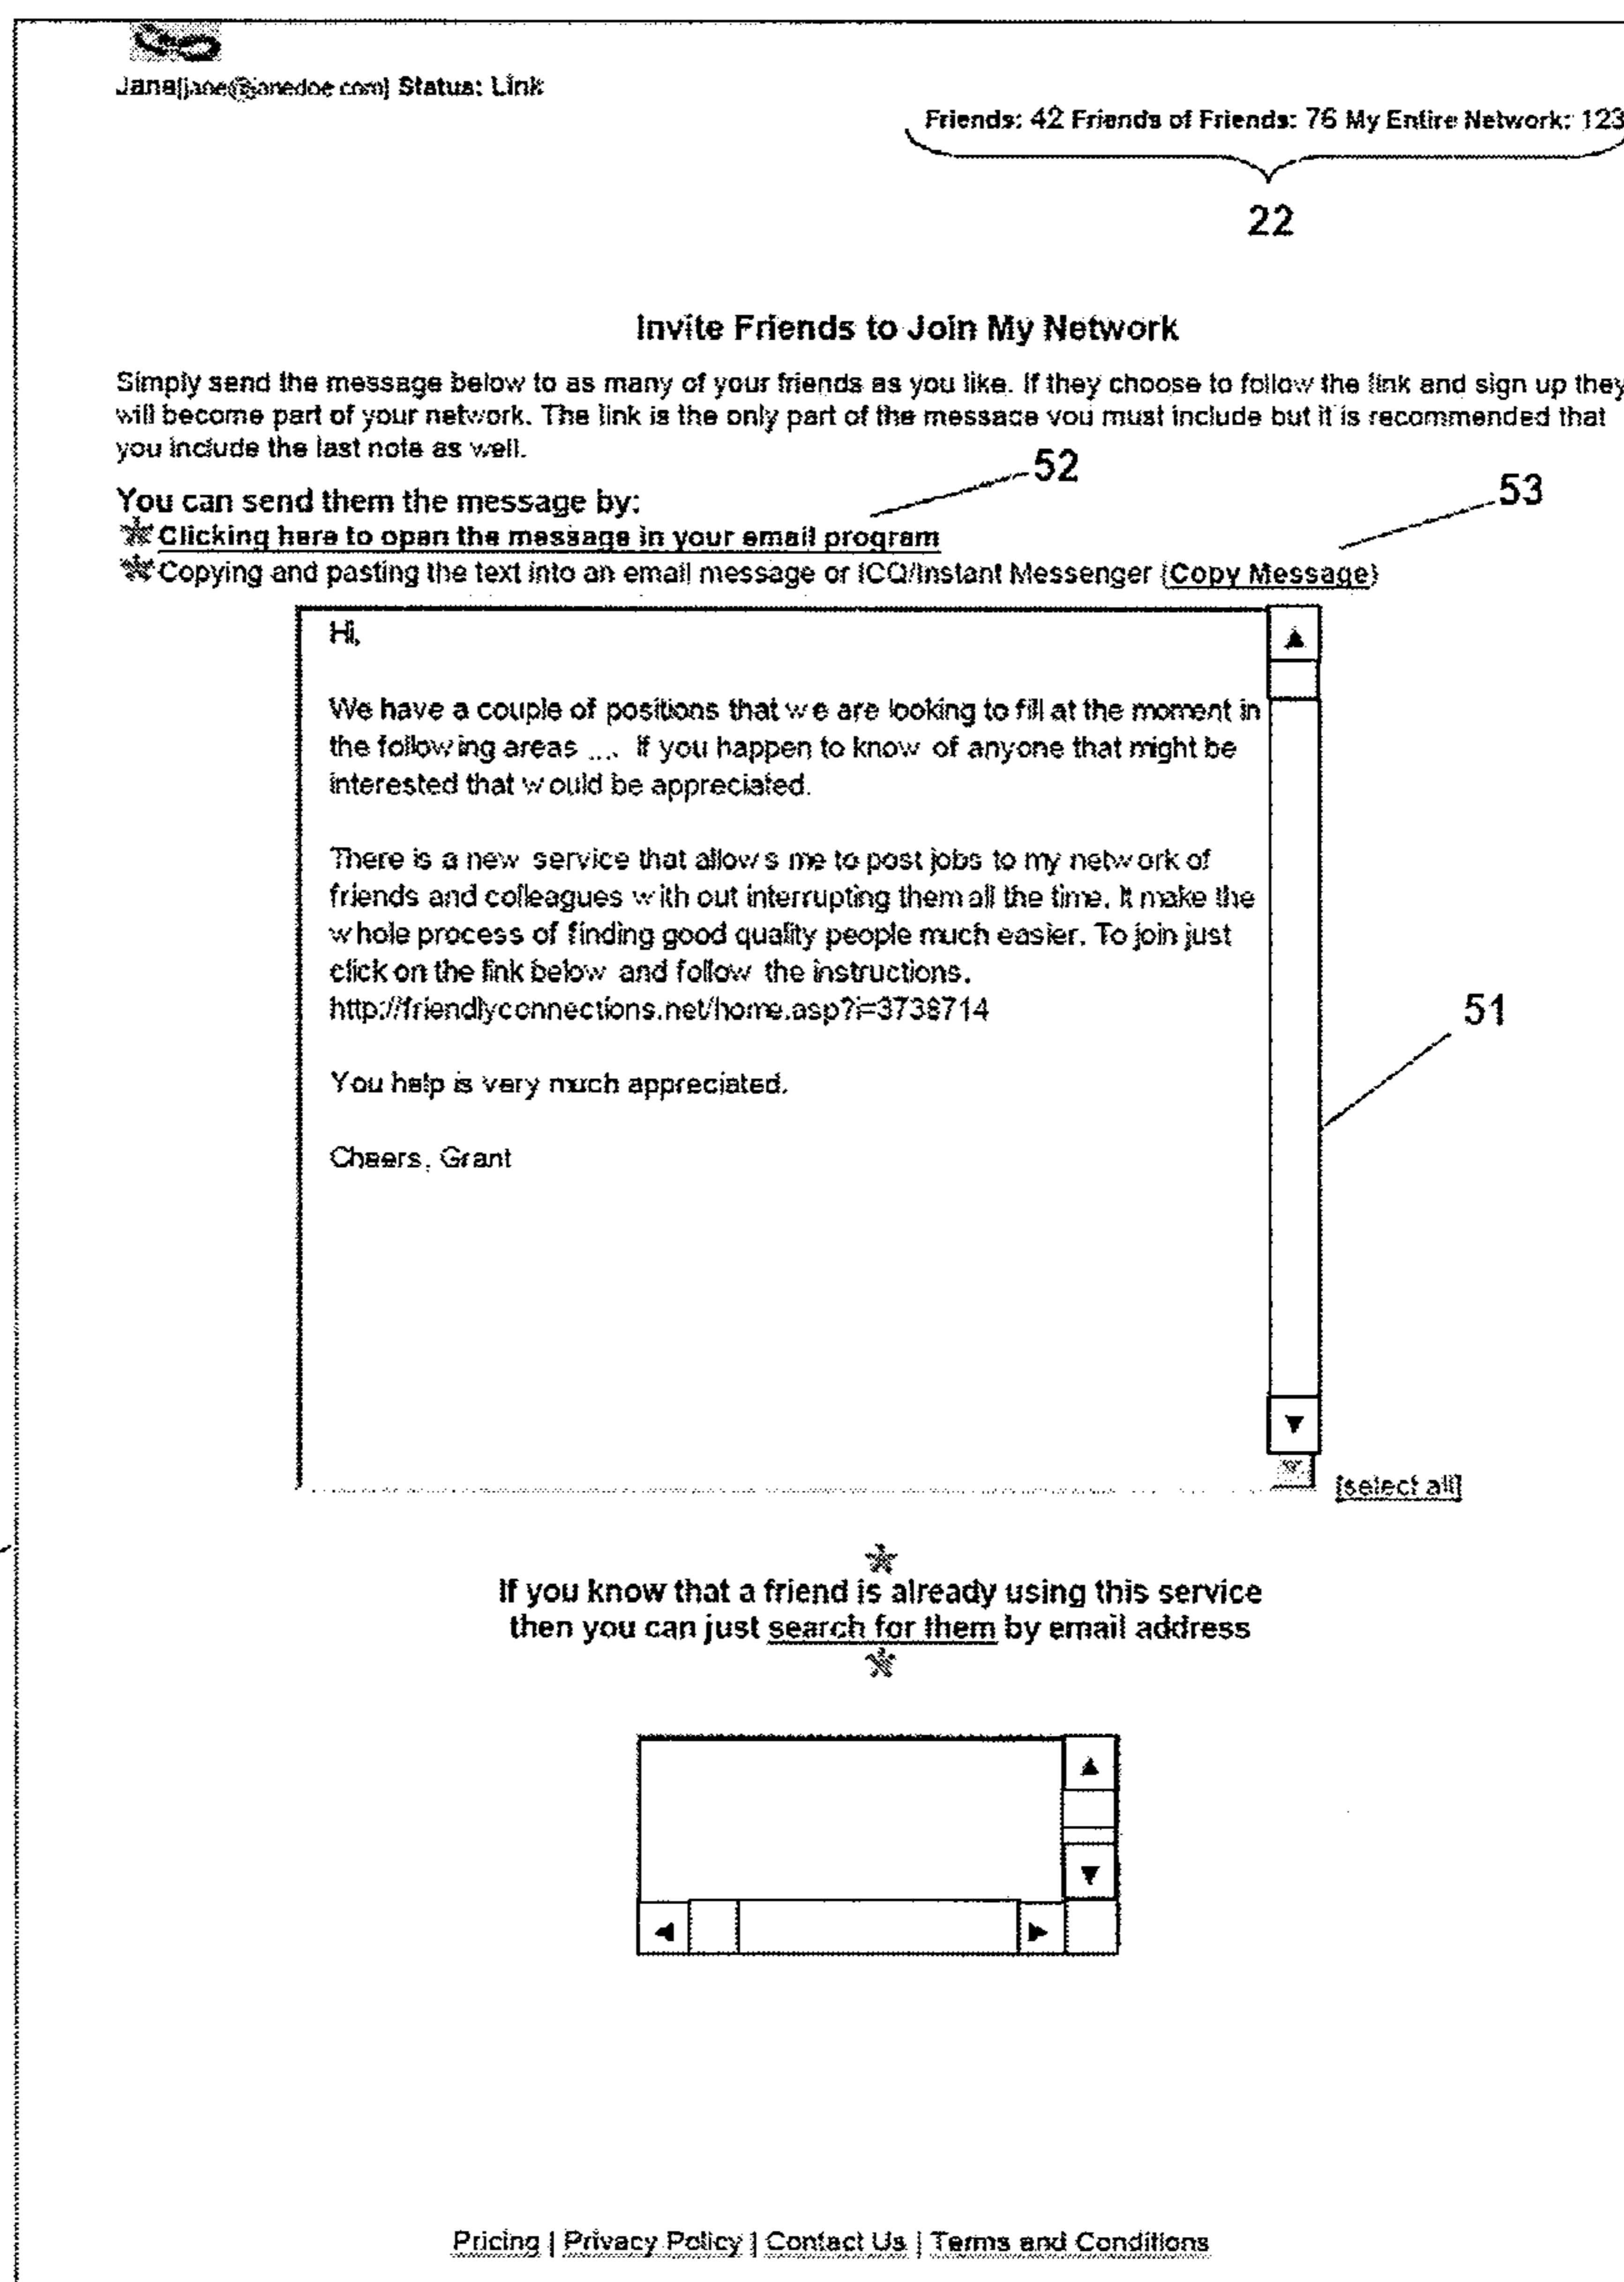 Jane[jane@janedoe.com] Status: Link
Friends: 42 Friends of Friends: 76 My Entire Network: 123
22
Invite Friends to Join My Network
Simply send the message below to as many of your friends as you like. If they choose to follow the link and sign up they
will become part of your network. The link is the only part of the message you must include but it is recommended that
you include the last note as well.
52
53
You can send them the message by:
Clicking here to open the message in your email program
Copying and pasting the text into an email message or ICQ/Instant Messenger (Copy Message)
Hi,
We have a couple of positions that we are looking to fill at the moment in
the following areas .... If you happen to know of anyone that might be
interested that would be appreciated.
There is a new service that allows me to post jobs to my network of
friends and colleagues with out interrupting them all the time. It make the
whole process of finding good quality people much easier. To join just
click on the link below and follow the instructions.
http://friendlyconnections.net/home.asp?i=3738714
51
You help is very much appreciated.
Cheers, Grant
[select all]
If you know that a friend is already using this service
then you can just search for them by email address
Pricing | Privacy Policy | Contact Us | Terms and Conditions